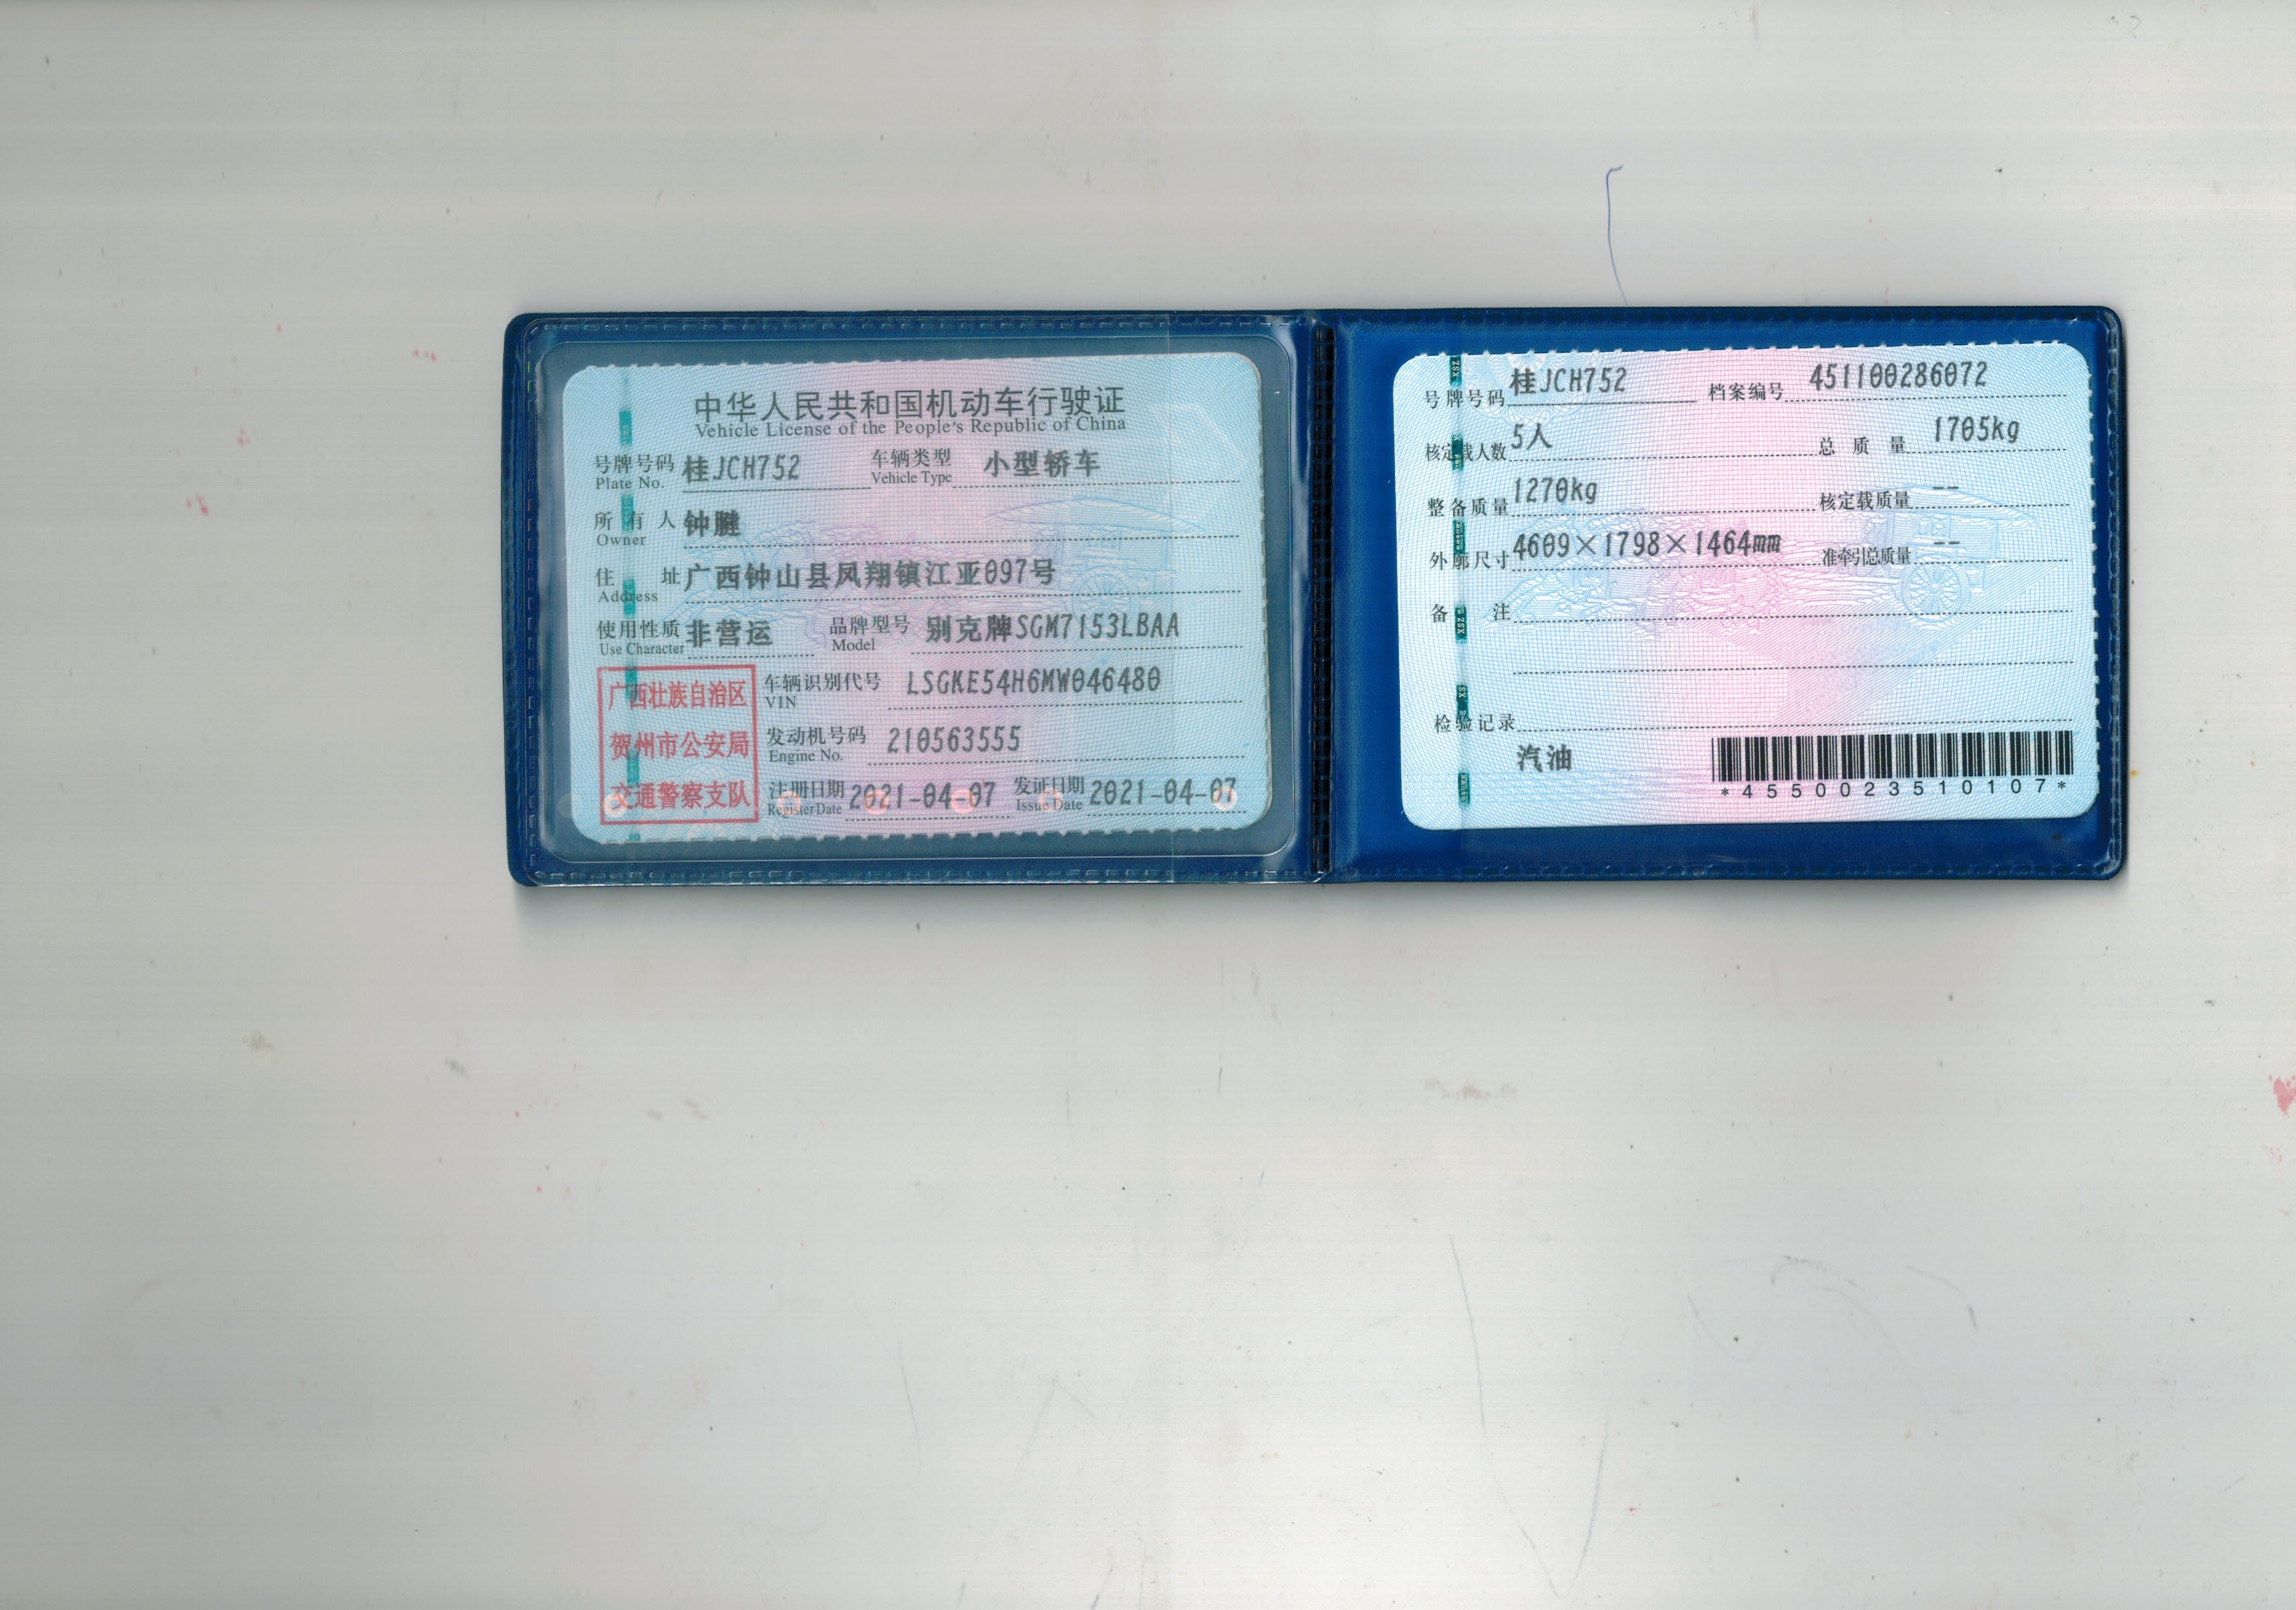 中华人民共和国机动车行驶证
Vehicle License of the People's Republic of China
号牌号码 桂JCH752 车辆类型 小型轿车
Plate No. Vehicle Type
所有人 钟腱
Owner
住址 广西钟山县凤翔镇江亚097号
Address
使用性质 非营运 品牌型号 别克牌SGM7153LBAA
Use Character Model
广西壮族自治区
贺州市公安局
交通警察支队
车辆识别代号 LSGKE54H6MW046480
VIN
发动机号码 210563555
Engine No.
注册日期 2021-04-07 发证日期 2021-04-07
Register Date Issue Date
号牌号码 桂JCH752 档案编号 451100286072
核定载人数 5人 总质量 1705kg
整备质量 1270kg 核定载质量 --
外廓尺寸 4609×1798×1464mm 准牵引总质量 --
备注
检验记录
汽油
*4550023510107*